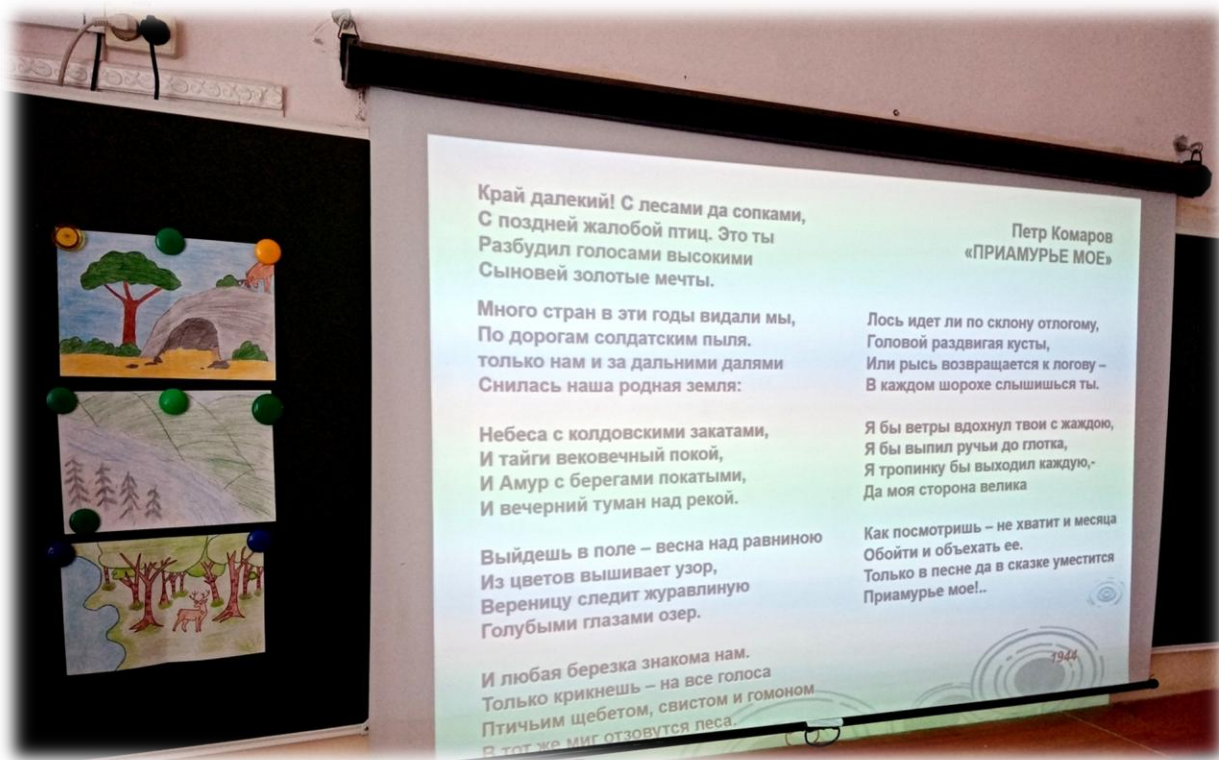 Край далекий! С лесами да сопками,
С поздней жалобой птиц. Это ты
Разбудил голосами высокими
Сыновей золотые мечты.
Много стран в эти годы видали мы,
По дорогам солдатским пыля.
только нам и за дальними далями
Снилась наша родная земля:
Небеса с колдовскими закатами,
И тайги вековечный покой,
И Амур с берегами покатыми,
И вечерний туман над рекой.
Выйдешь в поле – весна над равниною
Из цветов вышивает узор,
Вереницу следит журавлиную
Голубыми глазами озер.
И любая березка знакома нам.
Только крикнешь – на все голоса
Птичьим щебетом, свистом и гомоном
В тот же миг отзовутся леса.
Петр Комаров
«ПРИАМУРЬЕ МОЕ»
Лось идет ли по склону отлогому,
Головой раздвигая кусты,
Или рысь возвращается к логову –
В каждом шорохе слышишься ты.
Я бы ветры вдохнул твои с жаждою,
Я бы выпил ручьи до глотка,
Я тропинку бы выходил каждую,-
Да моя сторона велика
Как посмотришь – не хватит и месяца
Обойти и объехать ее.
Только в песне да в сказке уместится
Приамурье мое!..
1944